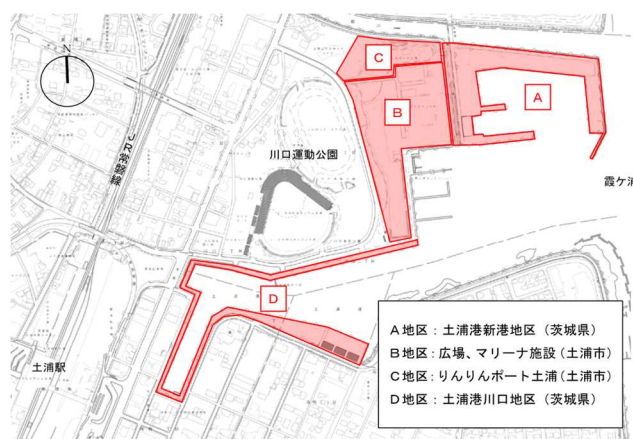 N
C
A
B
JR常磐線
川口運動公園
霞ケ浦
D
土浦駅
A地区：土浦港新港地区（茨城県）
B地区：広場、マリーナ施設（土浦市）
C地区：りんりんポート土浦（土浦市）
D地区：土浦港川口地区（茨城県）